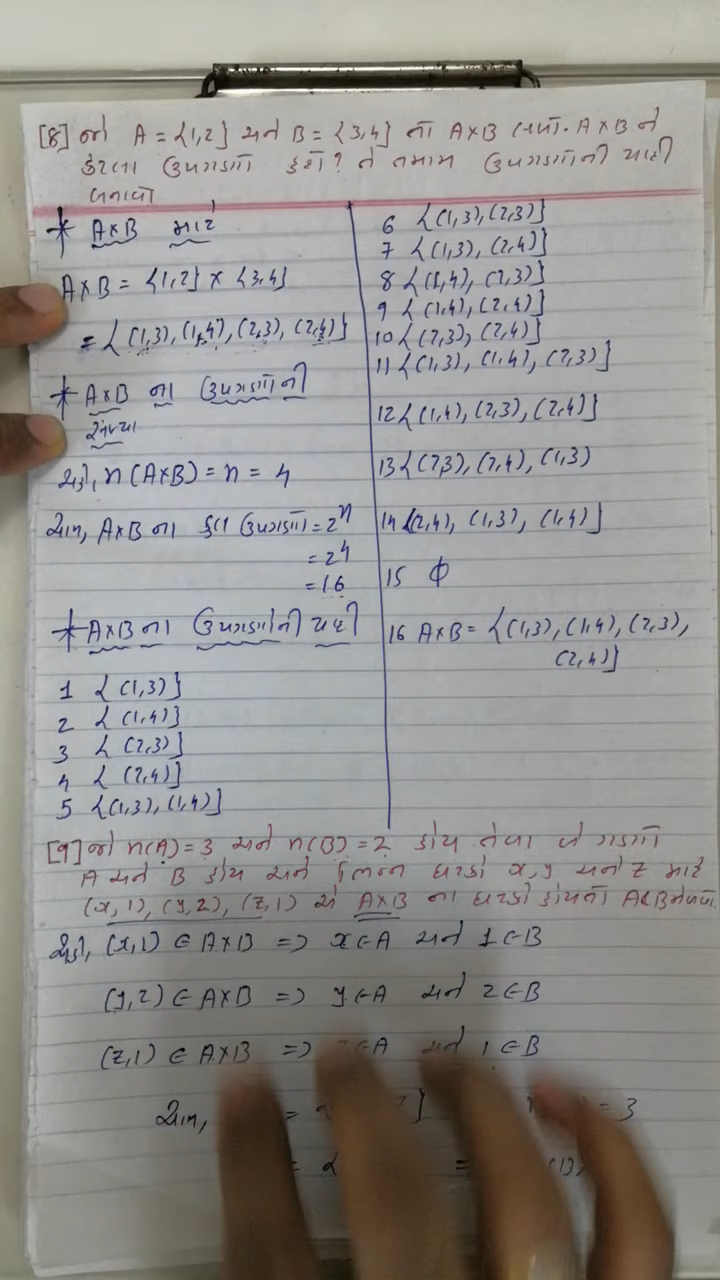 [8] જો A = {1,2} અને B = {3,4} તો A×B લખો. A×B ને
કેટલા ઉપગણો હશે? તે તમામ ઉપગણોની યાદી
બનાવો
* A×B માટે
A×B = {1,2} × {3,4}
= { (1,3), (1,4), (2,3), (2,4)}
* A×B ના ઉપગણોની
સંખ્યા
અહીં, n(A×B) = n = 4
આમ, A×B ના કુલ ઉપગણો = 2ⁿ
= 2⁴
= 16
* A×B ના ઉપગણોની યાદી
1 { (1,3)}
2 { (1,4)}
3 { (2,3)}
4 { (2,4)}
5 {(1,3), (1,4)}
6 {(1,3), (2,3)}
7 {(1,3), (2,4)}
8 {(1,4), (2,3)}
9 {(1,4), (2,4)}
10 {(2,3), (2,4)}
11 {(1,3), (1,4), (2,3)}
12 {(1,4), (2,3), (2,4)}
13 {(2,3), (2,4), (1,3)
14 {(2,4), (1,3), (1,4)}
15 ϕ
16 A×B = {(1,3), (1,4), (2,3),
(2,4)}
[9] જો n(A) = 3 અને n(B) = 2 હોય તેવા બે ગણો
A અને B હોય અને ભિન્ન ઘટકો x, y અને z માટે
(x,1), (y,2), (z,1) એ A×B ના ઘટકો હોય તો A
અહીં, (x,1) ∈ A×B ⇒ x∈A અને 1∈B
(y,2) ∈ A×B ⇒ y∈A અને 2∈B
(z,1) ∈ A×B ⇒ ∈A અને 1∈B
આમ, = } = 3
= =